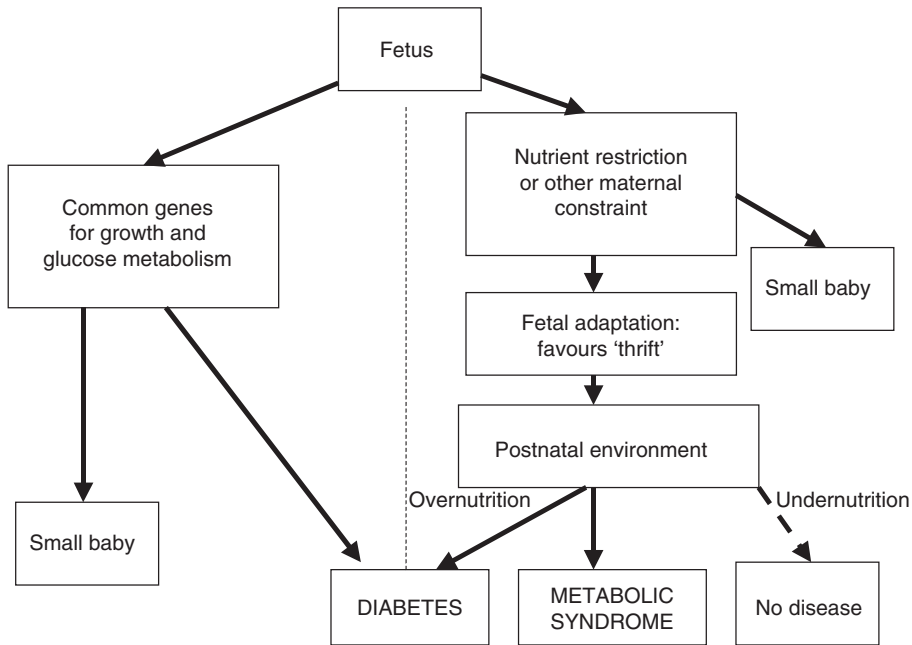 Fetus
Common genes
for growth and
glucose metabolism
Nutrient restriction
or other maternal
constraint
Small baby
Fetal adaptation:
favours ‘thrift’
Postnatal environment
Overnutrition
Undernutrition
Small baby
DIABETES
METABOLIC
SYNDROME
No disease